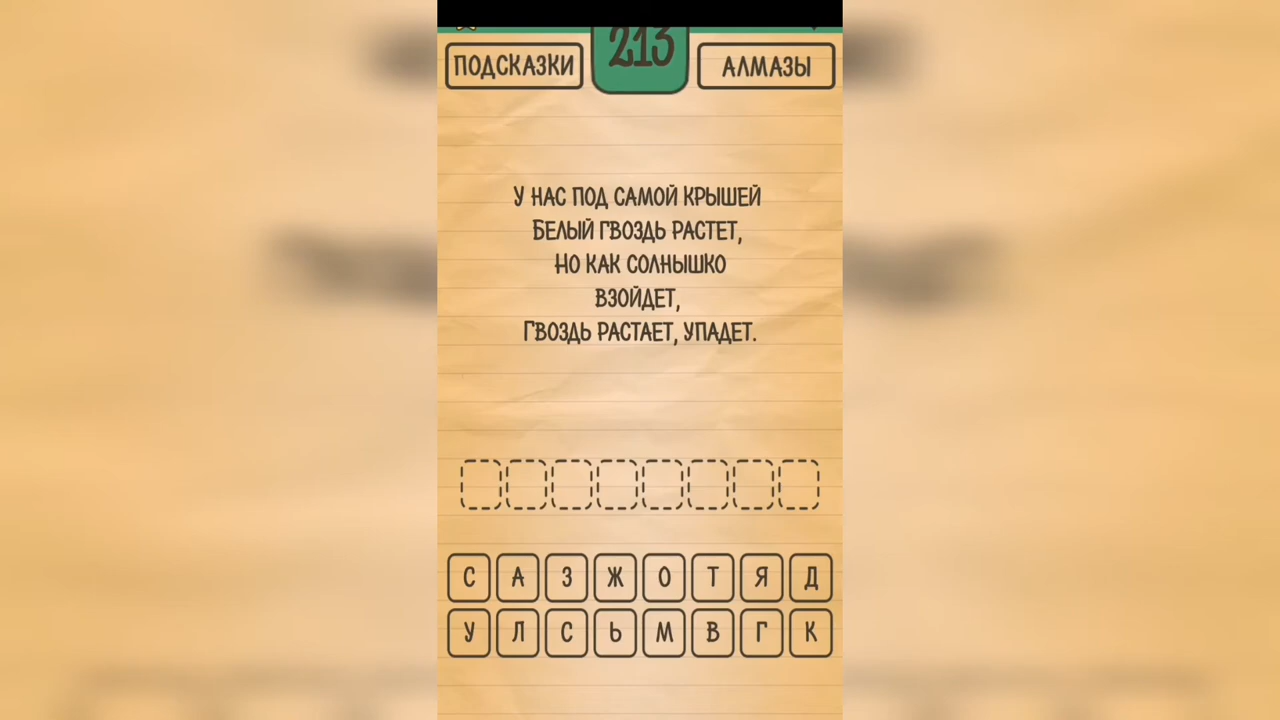 ПОДСКАЗКИ 213 АЛМАЗЫ
У НАС ПОД САМОЙ КРЫШЕЙ
БЕЛЫЙ ГВОЗДЬ РАСТЕТ,
НО КАК СОЛНЫШКО
ВЗОЙДЕТ,
ГВОЗДЬ РАСТАЕТ, УПАДЕТ.
С А З Ж О Т Я Д
У Л С Ь М В Г К